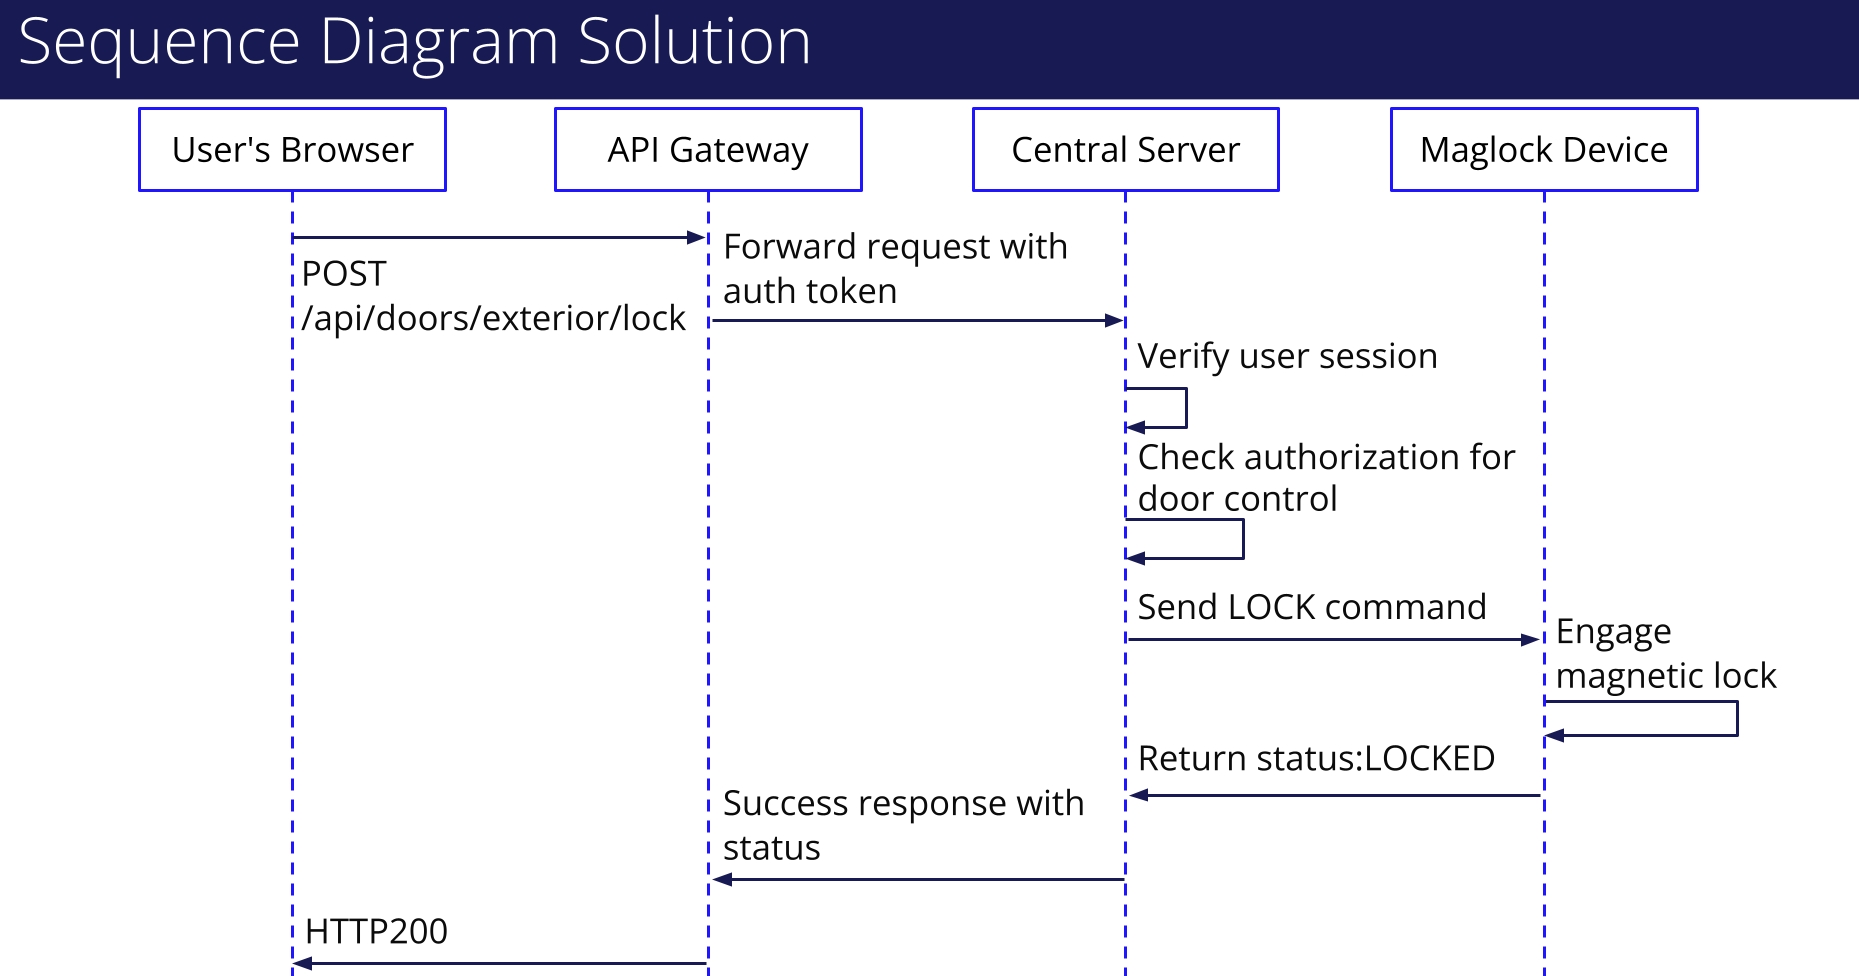 Sequence Diagram Solution
User's Browser
API Gateway
Central Server
Maglock Device
POST
/api/doors/exterior/lock
Forward request with
auth token
Verify user session
Check authorization for
door control
Send LOCK command
Engage
magnetic lock
Return status:LOCKED
Success response with
status
HTTP200